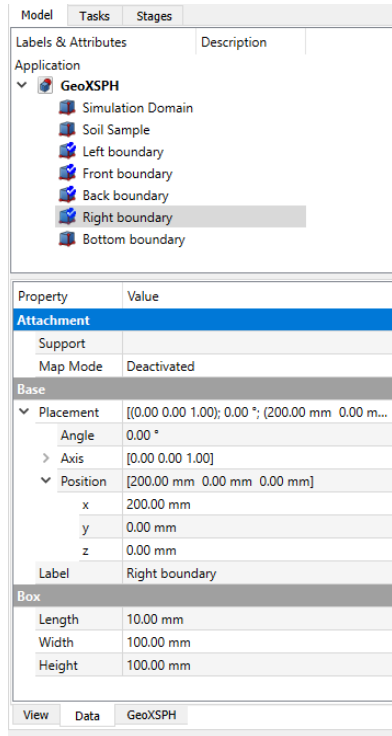 Model Tasks Stages
Labels & Attributes Description
Application
GeoXSPH
Simulation Domain
Soil Sample
Left boundary
Front boundary
Back boundary
Right boundary
Bottom boundary
Property Value
Attachment
Support
Map Mode Deactivated
Base
Placement [(0.00 0.00 1.00); 0.00 °; (200.00 mm 0.00 m...
Angle 0.00 °
Axis [0.00 0.00 1.00]
Position [200.00 mm 0.00 mm 0.00 mm]
x 200.00 mm
y 0.00 mm
z 0.00 mm
Label Right boundary
Box
Length 10.00 mm
Width 100.00 mm
Height 100.00 mm
View Data GeoXSPH